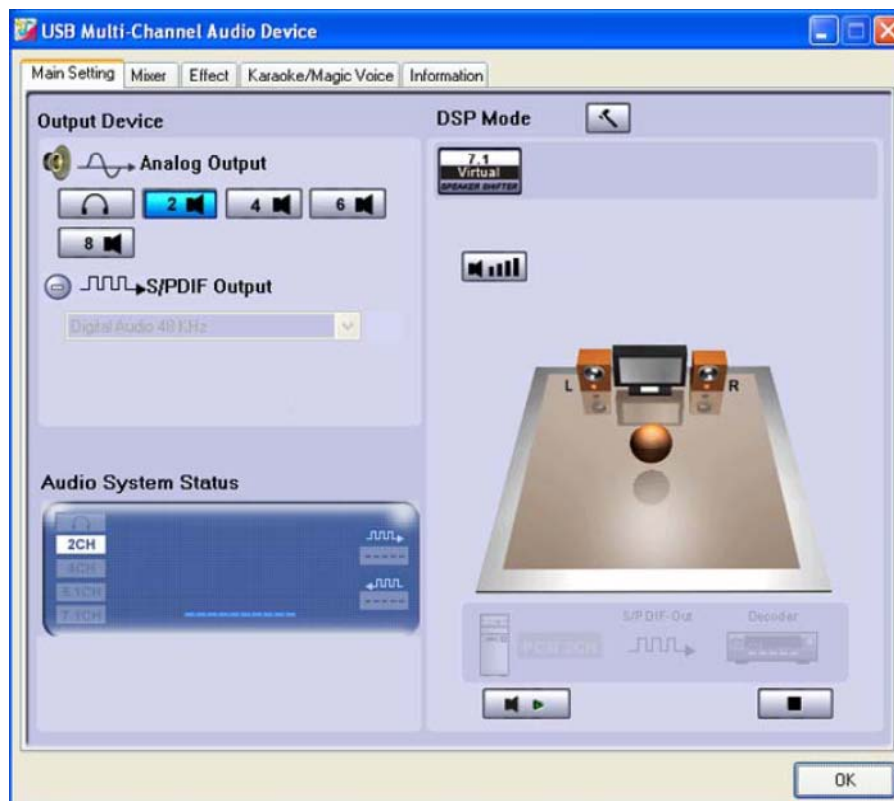 USB Multi-Channel Audio Device
Main Setting
Mixer
Effect
Karaoke/Magic Voice
Information
Output Device
Analog Output
2
4
6
8
S/PDIF Output
Digital Audio 48 KHz
Audio System Status
2CH
4CH
5.1CH
7.1CH
-----
-----
DSP Mode
7.1
Virtual
SPEAKER SHIFTER
L
R
S/PDIF-Out
Decoder
PCM 2CH
OK